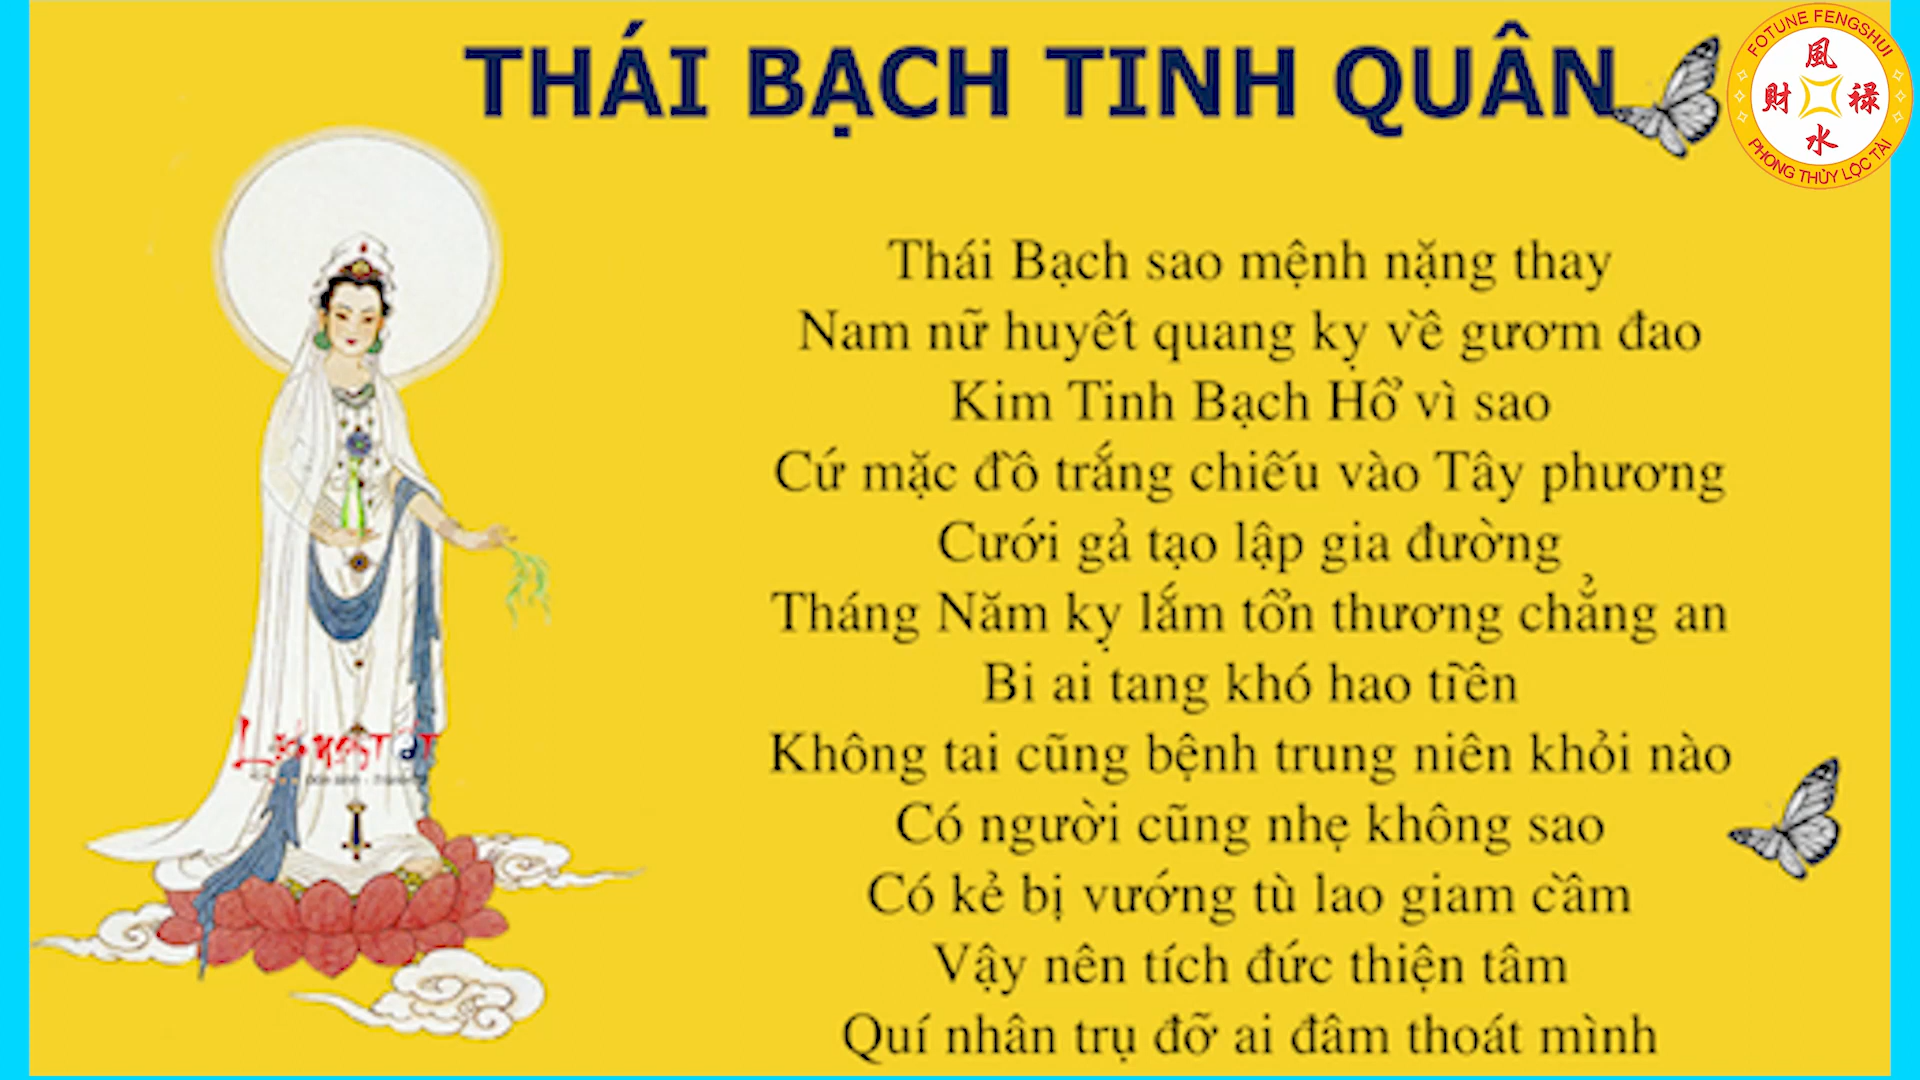 THÁI BẠCH TINH QUÂN
FOTUNE FENGSHUI
風
財 禄
水
PHONG THỦY LỘC TÀI
Thái Bạch sao mệnh nặng thay
Nam nữ huyết quang kỵ về gươm đao
Kim Tinh Bạch Hổ vì sao
Cứ mặc đồ trắng chiếu vào Tây phương
Cưới gả tạo lập gia đường
Tháng Năm kỵ lắm tổn thương chẳng an
Bi ai tang khó hao tiền
Không tai cũng bệnh trung niên khỏi nào
Có người cũng nhẹ không sao
Có kẻ bị vướng tù lao giam cầm
Vậy nên tích đức thiện tâm
Quí nhân trụ đỡ ai đâm thoát mình